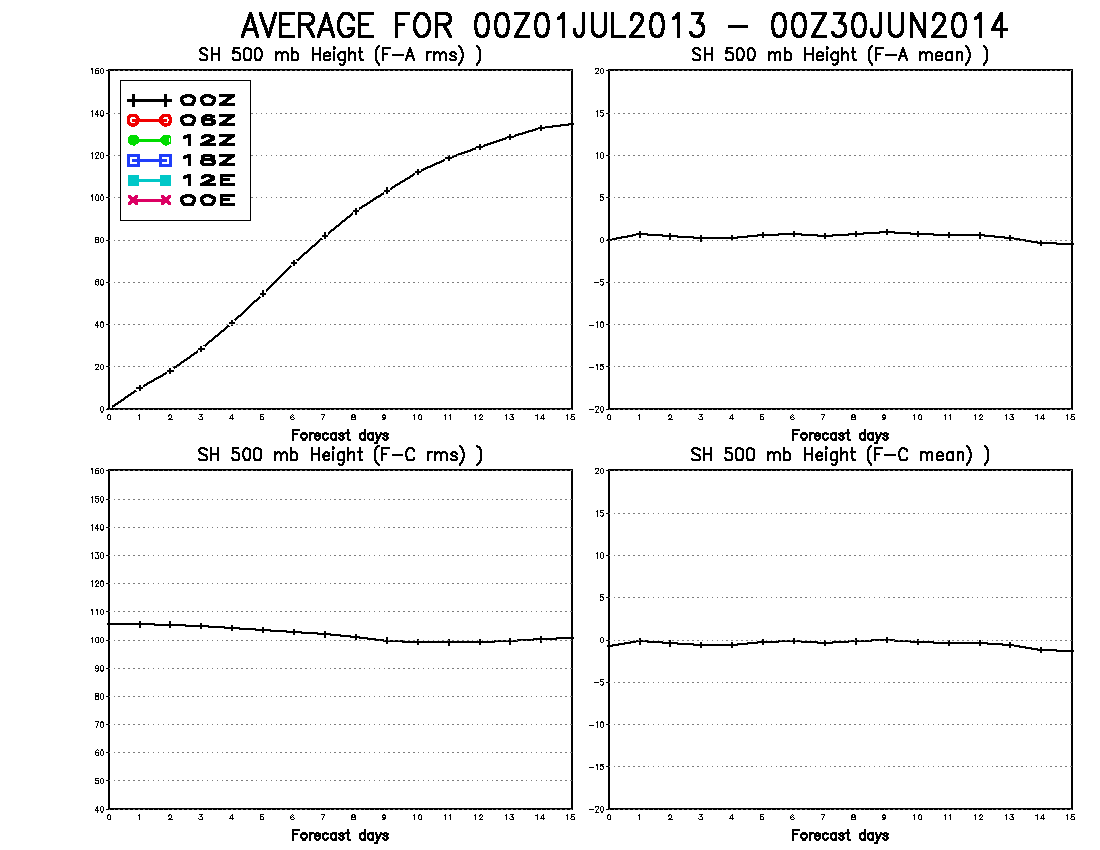 AVERAGE FOR 00Z01JUL2013 – 00Z30JUN2014
SH 500 mb Height (F–A rms) )
160
140
120
100
80
60
40
20
0
00Z
06Z
12Z
18Z
12E
00E
0 1 2 3 4 5 6 7 8 9 10 11 12 13 14 15
Forecast days
SH 500 mb Height (F–A mean) )
20
15
10
5
0
–5
–10
–15
–20
0 1 2 3 4 5 6 7 8 9 10 11 12 13 14 15
Forecast days
SH 500 mb Height (F–C rms) )
160
150
140
130
120
110
100
90
80
70
60
50
40
0 1 2 3 4 5 6 7 8 9 10 11 12 13 14 15
Forecast days
SH 500 mb Height (F–C mean) )
20
15
10
5
0
–5
–10
–15
–20
0 1 2 3 4 5 6 7 8 9 10 11 12 13 14 15
Forecast days